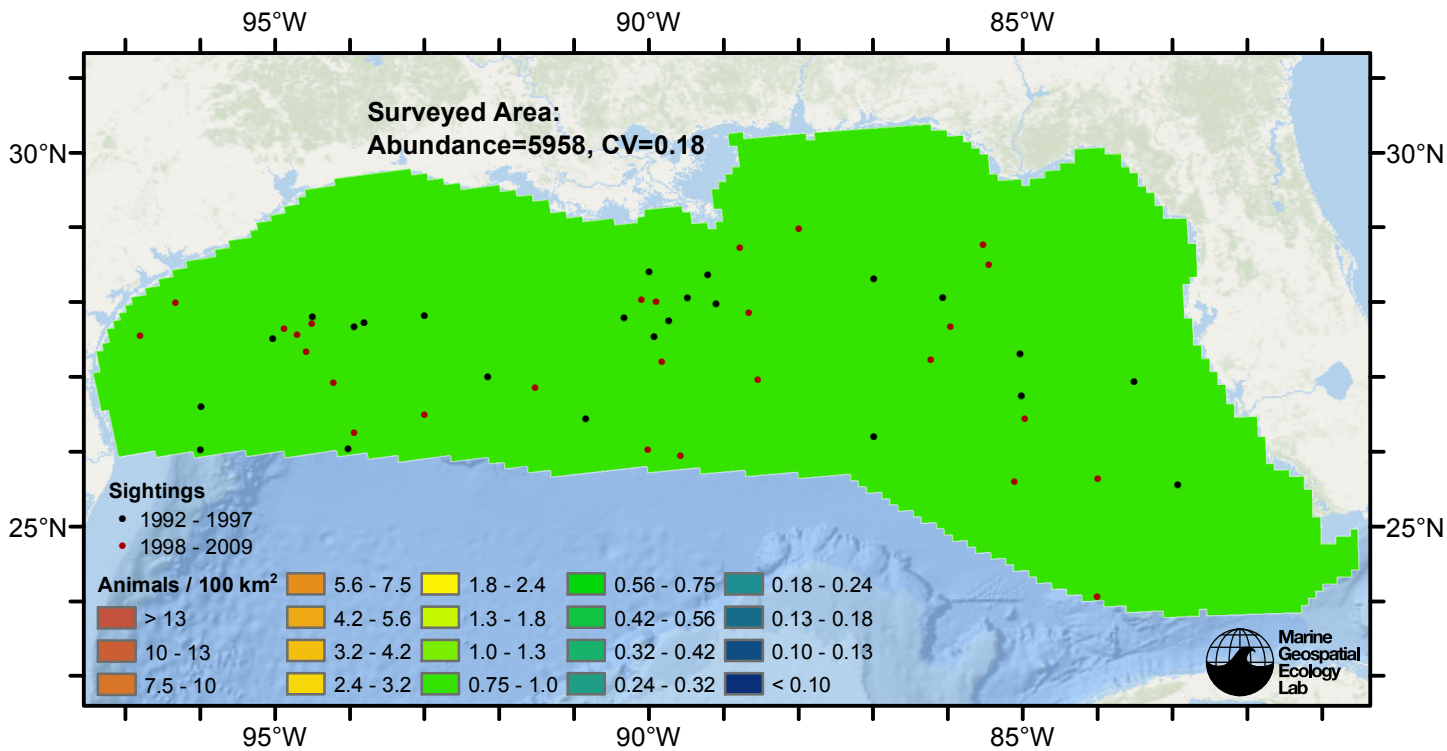 95°W 90°W 85°W
Surveyed Area:
Abundance=5958, CV=0.18
30°N 30°N
Sightings
1992 - 1997
1998 - 2009
25°N 25°N
Animals / 100 km²
> 13
10 - 13
7.5 - 10
5.6 - 7.5
4.2 - 5.6
3.2 - 4.2
2.4 - 3.2
1.8 - 2.4
1.3 - 1.8
1.0 - 1.3
0.75 - 1.0
0.56 - 0.75
0.42 - 0.56
0.32 - 0.42
0.24 - 0.32
0.18 - 0.24
0.13 - 0.18
0.10 - 0.13
< 0.10
Marine
Geospatial
Ecology
Lab
95°W 90°W 85°W